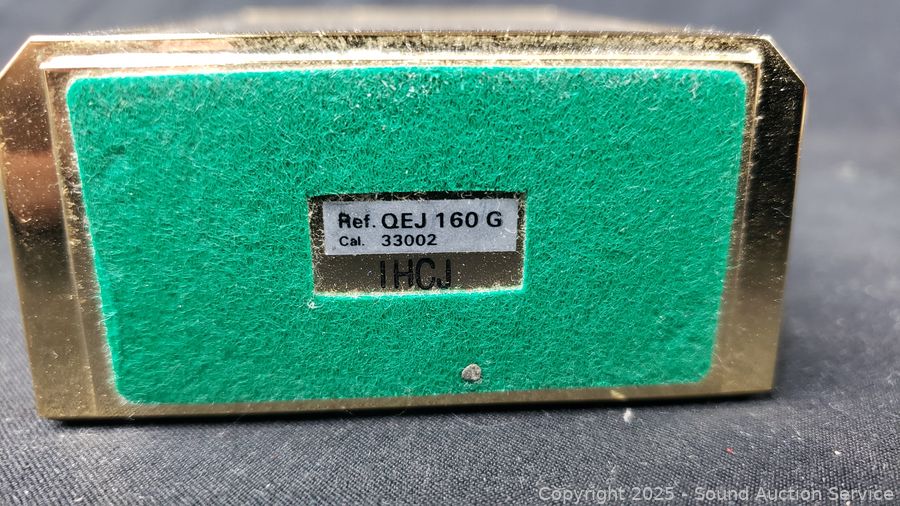 Ref. QEJ 160 G
Cal. 33002
IHCJ
Copyright 2025 - Sound Auction Service